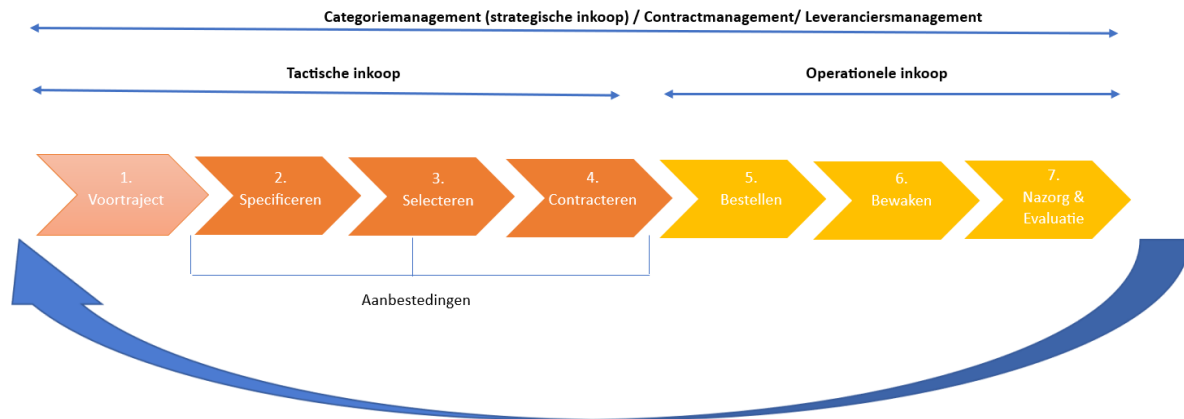 Categoriemanagement (strategische inkoop) / Contractmanagement/ Leveranciersmanagement
Tactische inkoop
Operationele inkoop
1.
Voortraject
2.
Specificeren
3.
Selecteren
4.
Contracteren
5.
Bestellen
6.
Bewaken
7.
Nazorg &
Evaluatie
Aanbestedingen